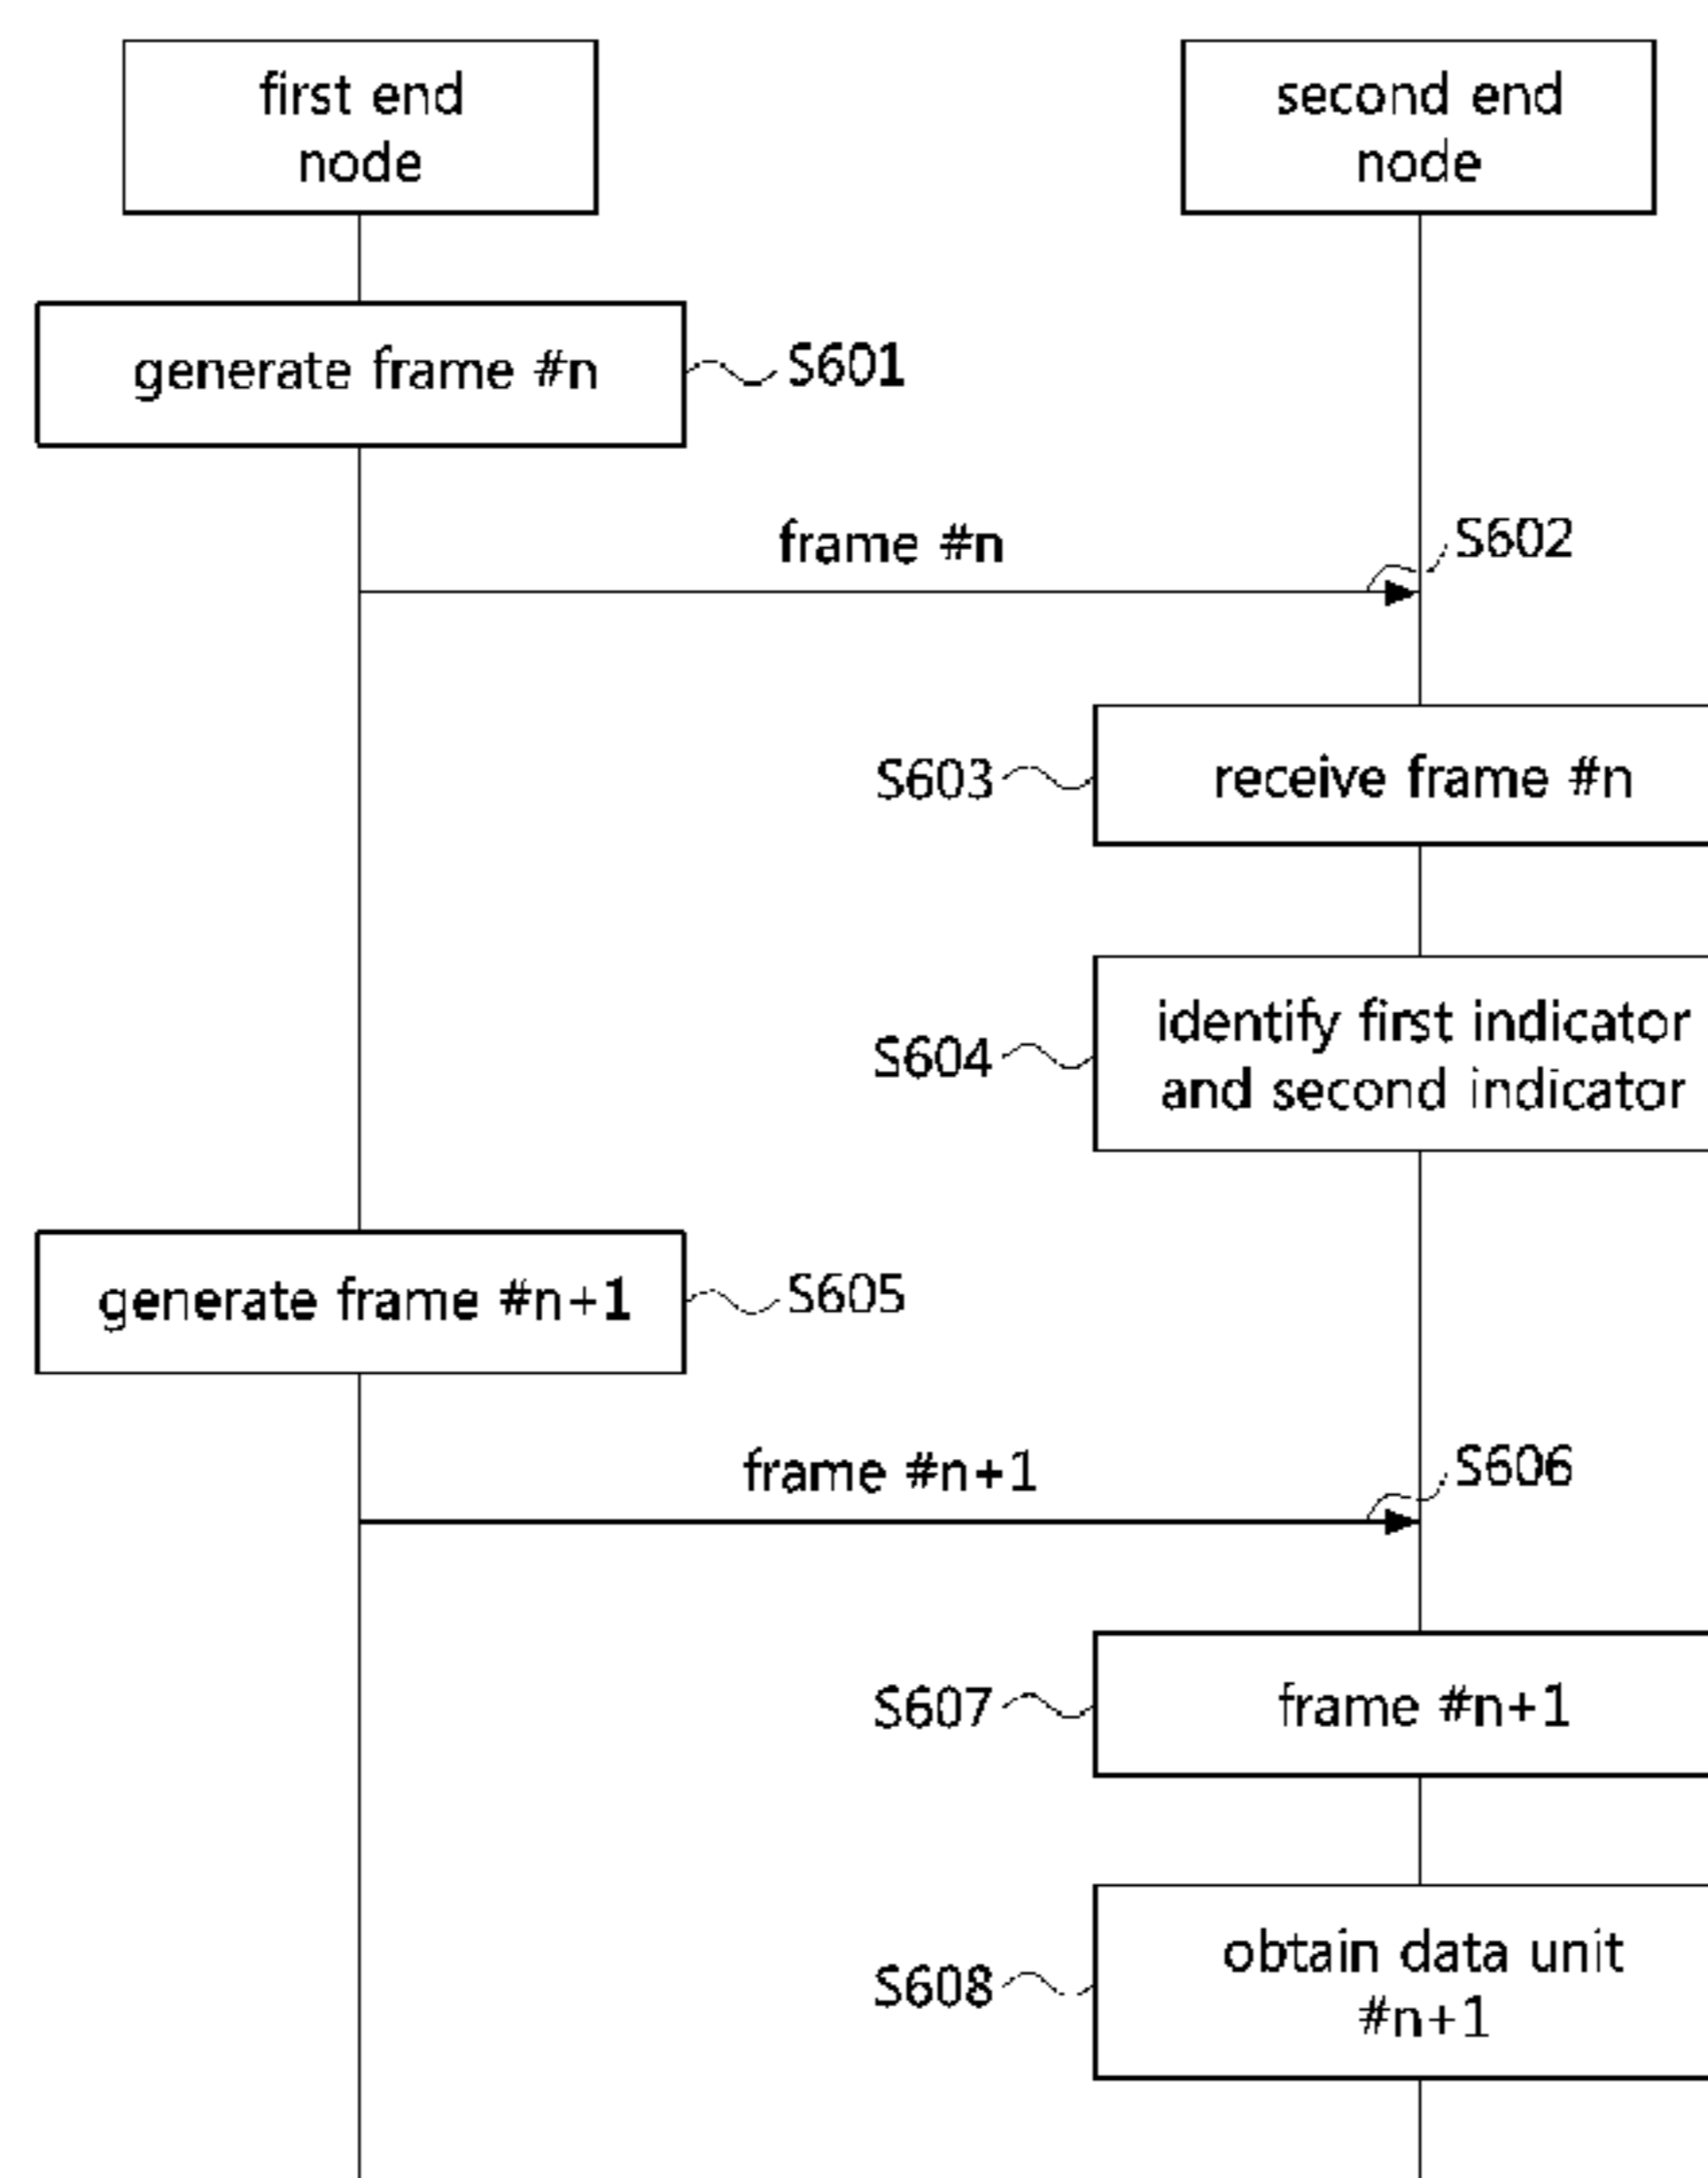 first end
node
second end
node
generate frame #n
S601
frame #n
S602
S603
receive frame #n
S604
identify first indicator
and second indicator
generate frame #n+1
S605
frame #n+1
S606
S607
frame #n+1
S608
obtain data unit
#n+1